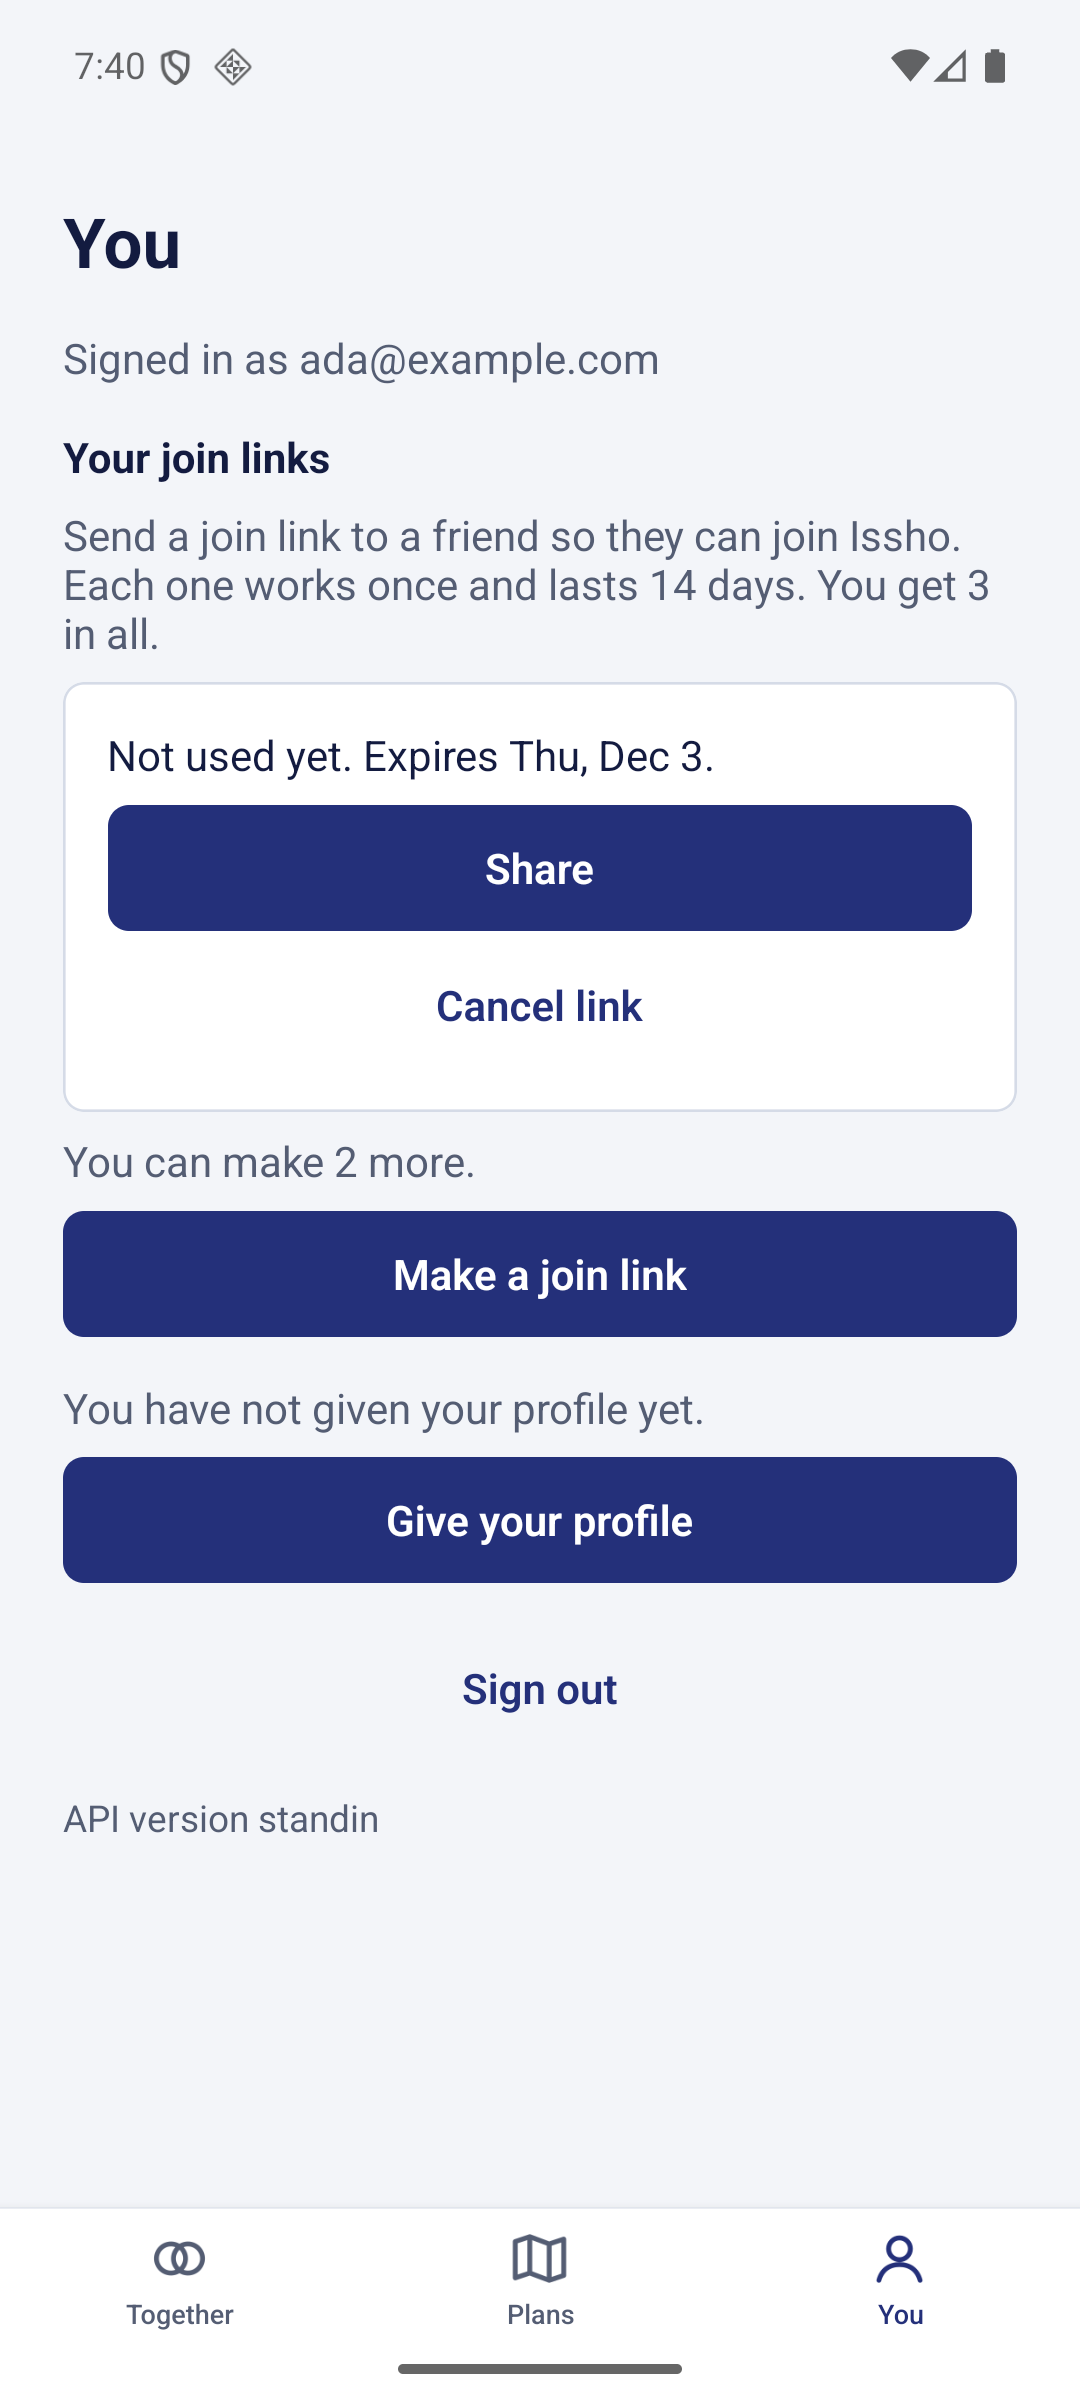 7:40
You
Signed in as ada@example.com
Your join links
Send a join link to a friend so they can join Issho.
Each one works once and lasts 14 days. You get 3
in all.
Not used yet. Expires Thu, Dec 3.
Share
Cancel link
You can make 2 more.
Make a join link
You have not given your profile yet.
Give your profile
Sign out
API version standin
Together
Plans
You